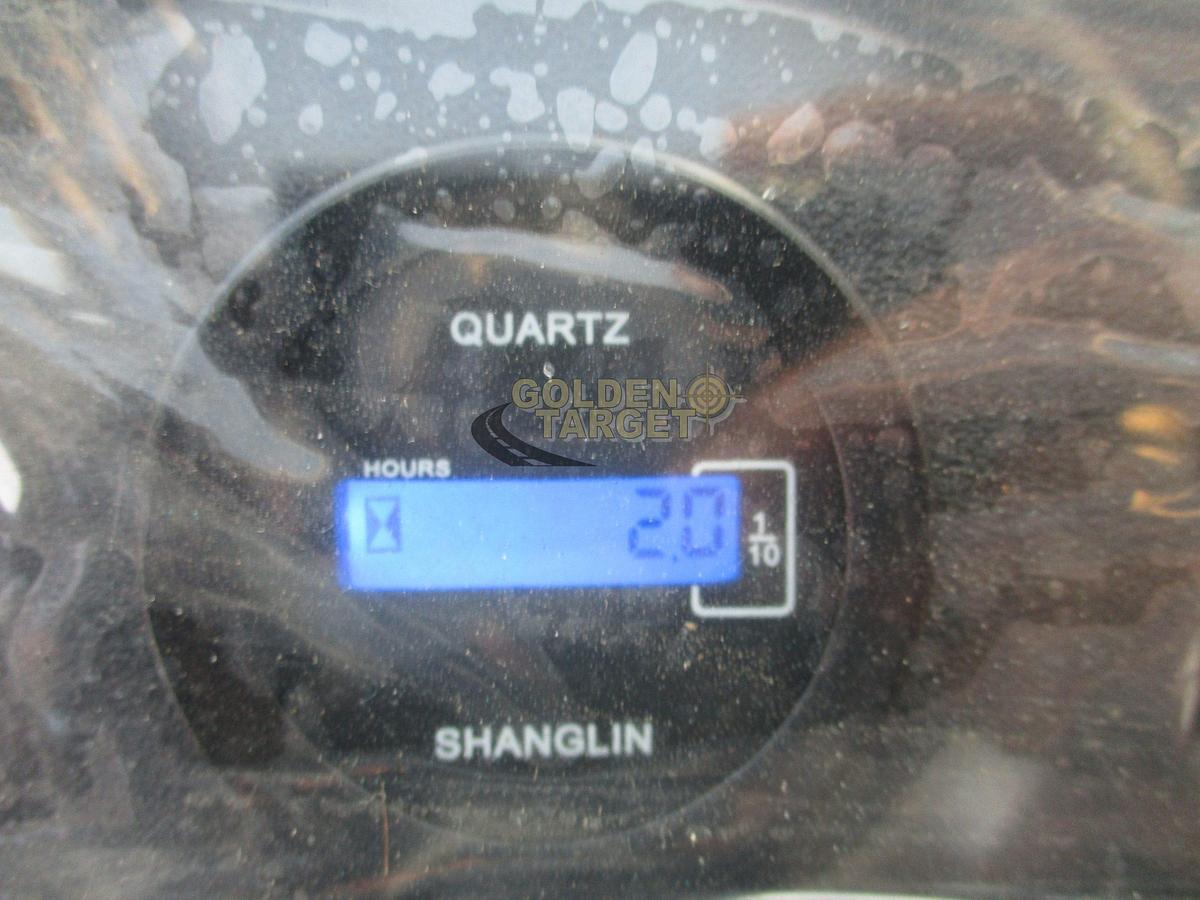 QUARTZ
GOLDEN
TARGET
HOURS
2.0
1
10
SHANGLIN